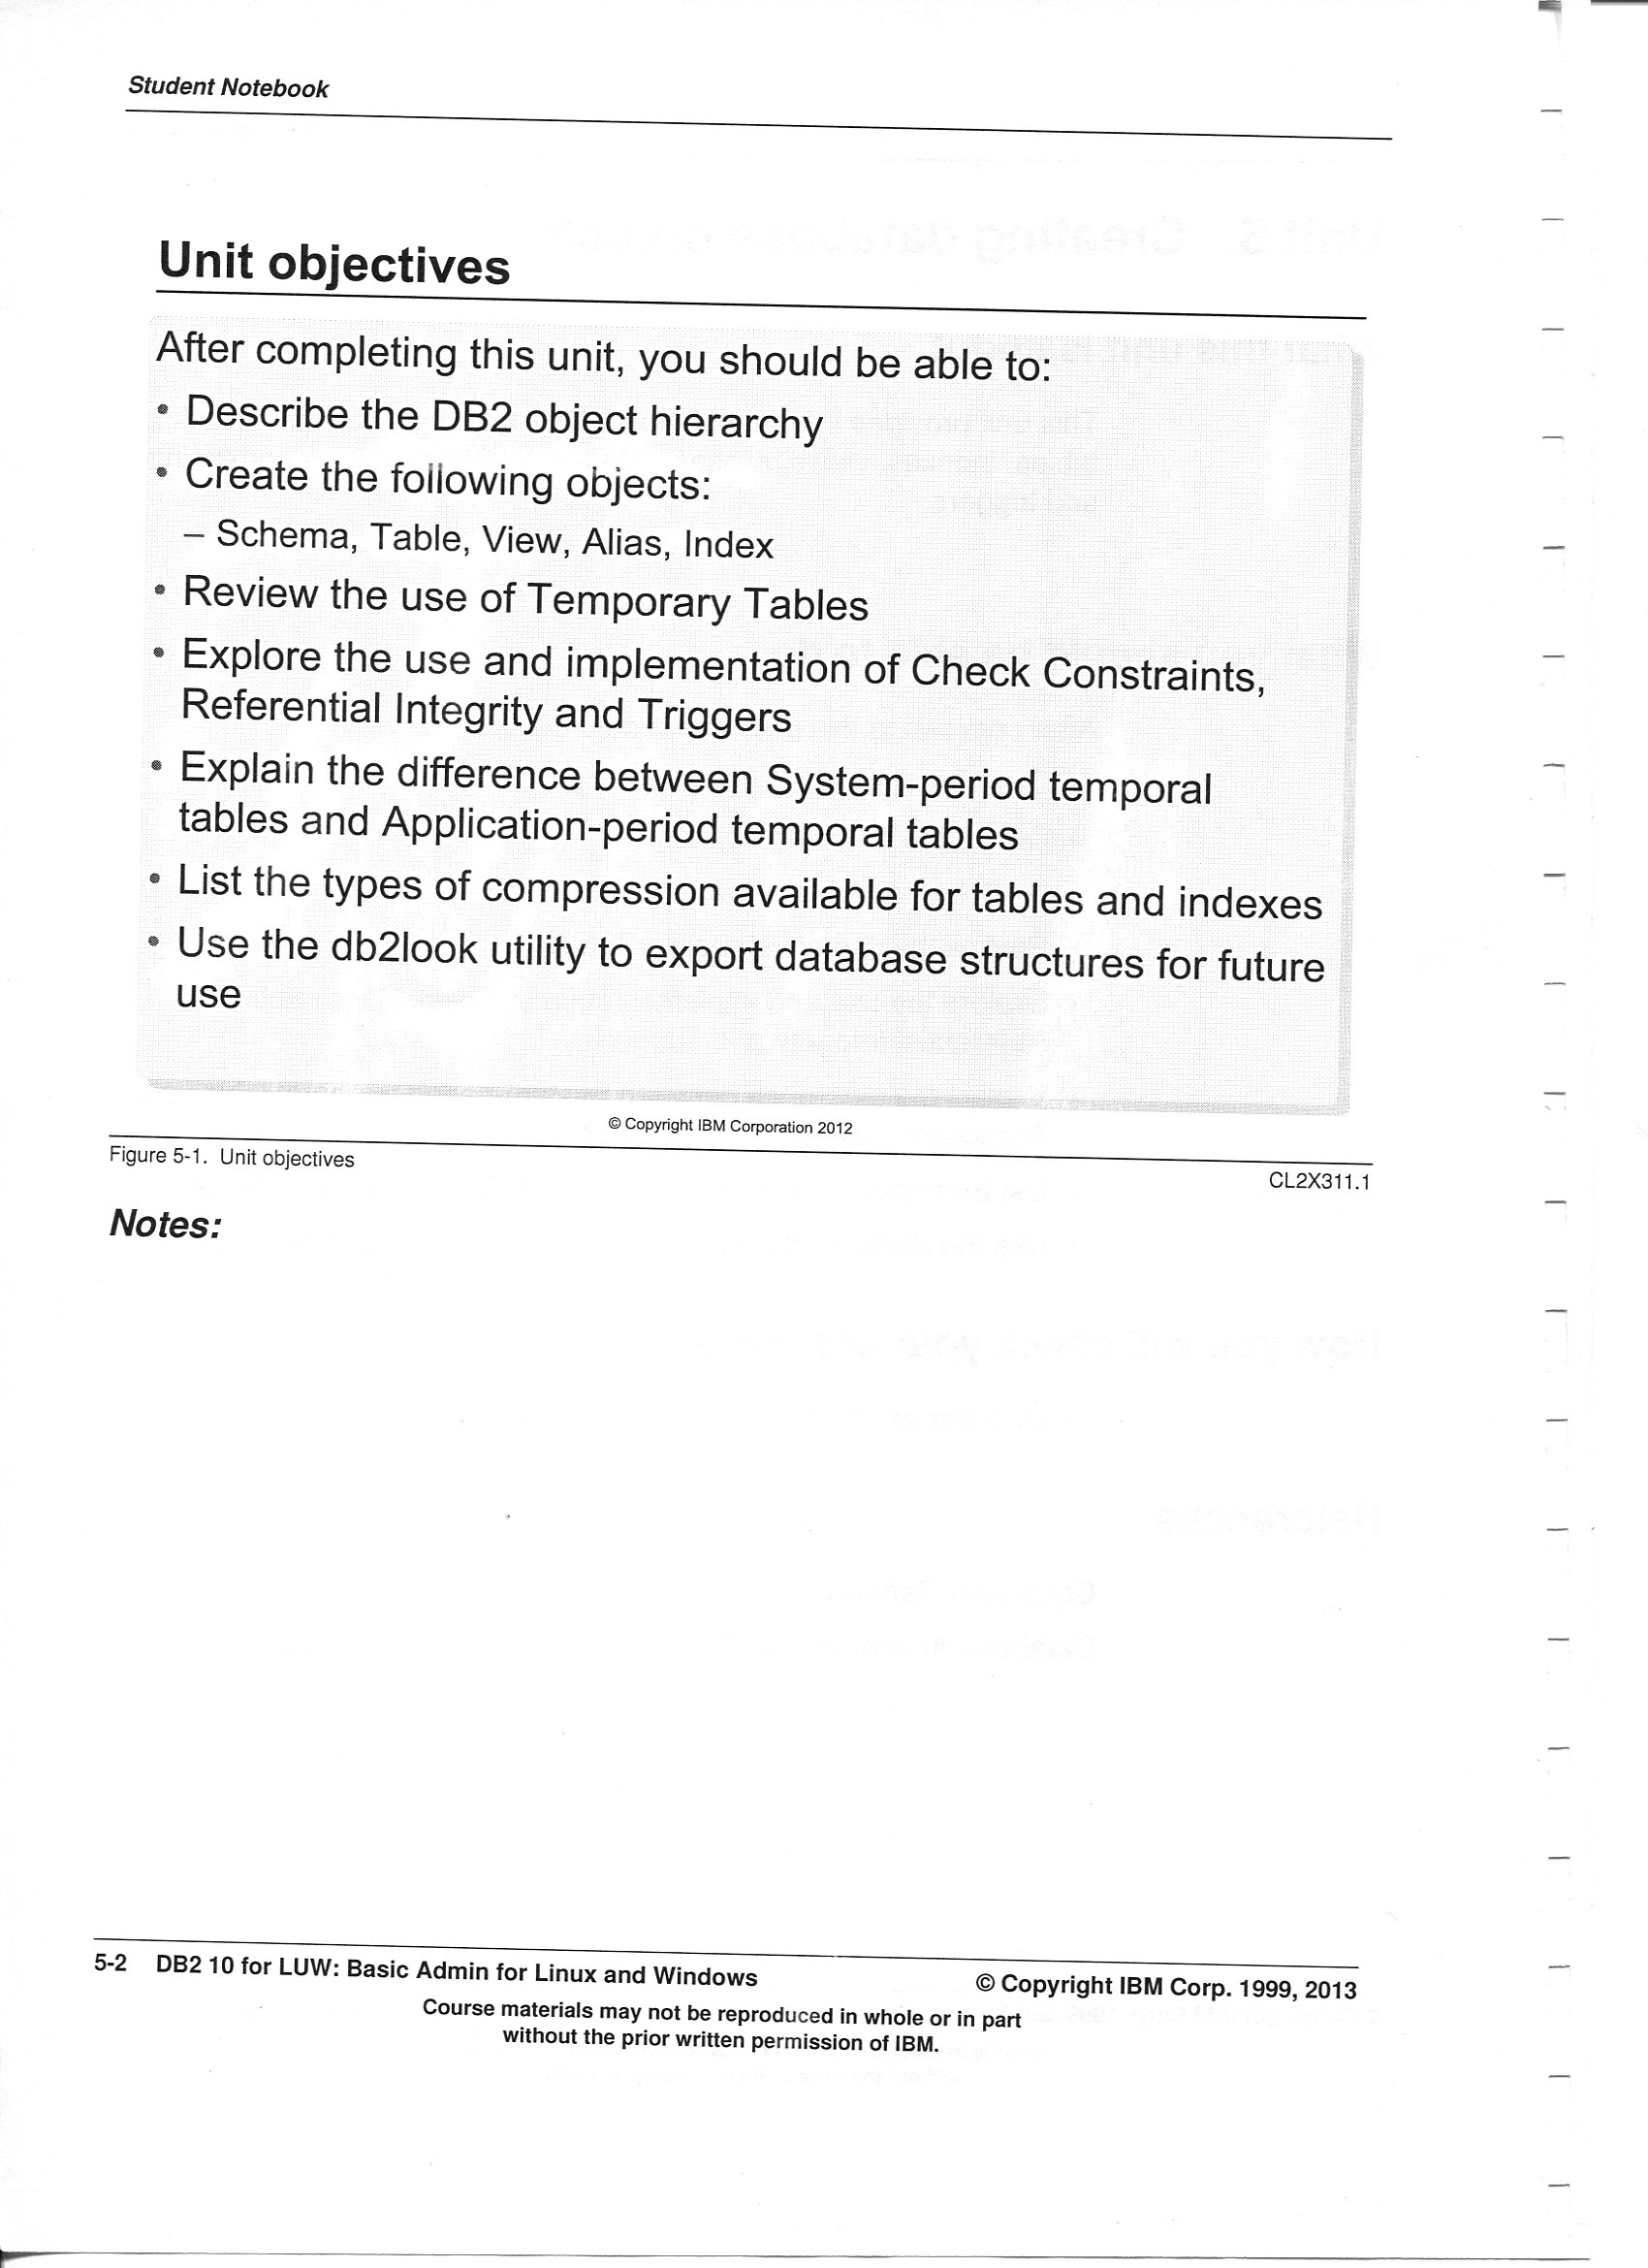 Student Notebook
Unit objectives
After completing this unit, you should be able to:
• Describe the DB2 object hierarchy
• Create the following objects:
– Schema, Table, View, Alias, Index
• Review the use of Temporary Tables
• Explore the use and implementation of Check Constraints,
Referential Integrity and Triggers
• Explain the difference between System-period temporal
tables and Application-period temporal tables
• List the types of compression available for tables and indexes
• Use the db2look utility to export database structures for future
use
© Copyright IBM Corporation 2012
Figure 5-1. Unit objectives
CL2X311.1
Notes:
5-2 DB2 10 for LUW: Basic Admin for Linux and Windows
© Copyright IBM Corp. 1999, 2013
Course materials may not be reproduced in whole or in part
without the prior written permission of IBM.